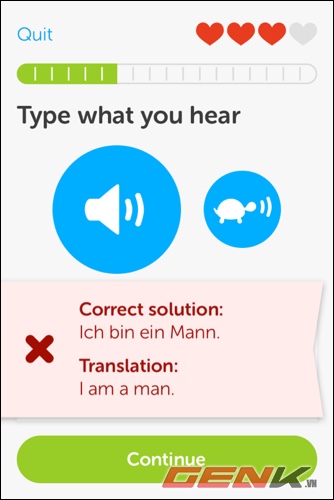 Quit
Type what you hear
Correct solution:
Ich bin ein Mann.
Translation:
I am a man.
Continue
GENK.VN